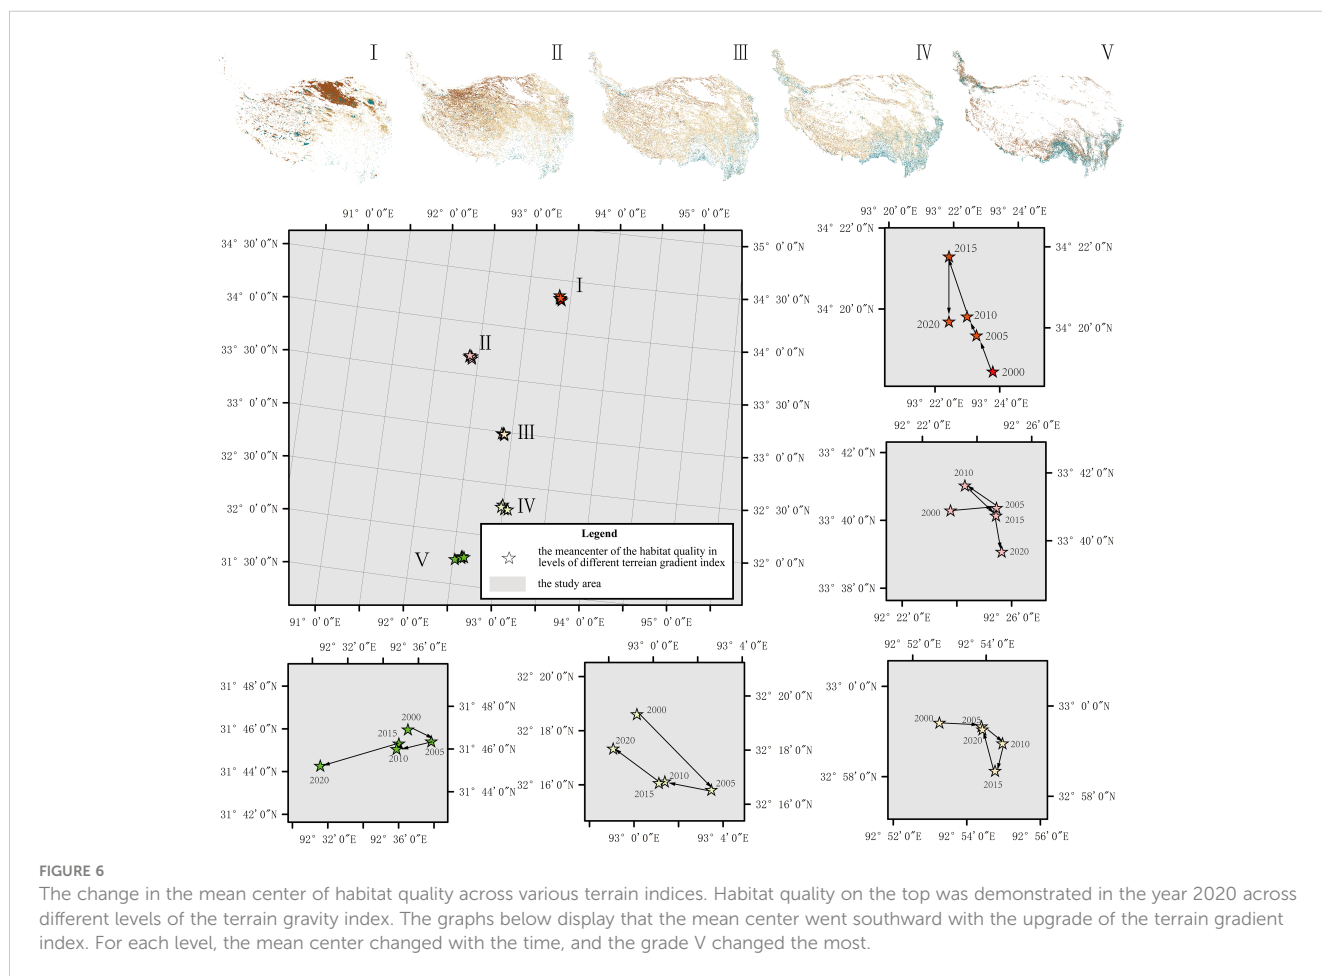 I II III IV V
91° 0′0″E 92° 0′0″E 93° 0′0″E 94° 0′0″E 95° 0′0″E
34° 30′0″N
34° 0′0″N
33° 30′0″N
33° 0′0″N
32° 30′0″N
32° 0′0″N
31° 30′0″N
I
II
III
IV
V
Legend
the meancenter of the habitat quality in
levels of different terreian gradient index
the study area
35° 0′0″N
34° 30′0″N
34° 0′0″N
33° 30′0″N
33° 0′0″N
32° 30′0″N
32° 0′0″N
91° 0′0″E 92° 0′0″E 93° 0′0″E 94° 0′0″E 95° 0′0″E
93° 20′0″E 93° 22′0″E 93° 24′0″E
34° 22′0″N
34° 20′0″N
2015
2010
2020
2005
2000
34° 22′0″N
34° 20′0″N
93° 22′0″E 93° 24′0″E
92° 22′0″E 92° 26′0″E
33° 42′0″N
33° 40′0″N
33° 38′0″N
2010
2005
2000
2015
2020
33° 42′0″N
33° 40′0″N
92° 22′0″E 92° 26′0″E
92° 32′0″E 92° 36′0″E
31° 48′0″N
31° 46′0″N
31° 44′0″N
31° 42′0″N
2000
2015
2005
2010
2020
31° 48′0″N
31° 46′0″N
31° 44′0″N
92° 32′0″E 92° 36′0″E
93° 0′0″E 93° 4′0″E
32° 20′0″N
32° 18′0″N
32° 16′0″N
2000
2020
2010
2005
2015
32° 20′0″N
32° 18′0″N
32° 16′0″N
93° 0′0″E 93° 4′0″E
92° 52′0″E 92° 54′0″E
33° 0′0″N
32° 58′0″N
2000
2005
2020
2010
2015
33° 0′0″N
32° 58′0″N
92° 52′0″E 92° 54′0″E 92° 56′0″E
FIGURE 6
The change in the mean center of habitat quality across various terrain indices. Habitat quality on the top was demonstrated in the year 2020 across
different levels of the terrain gravity index. The graphs below display that the mean center went southward with the upgrade of the terrain gradient
index. For each level, the mean center changed with the time, and the grade V changed the most.